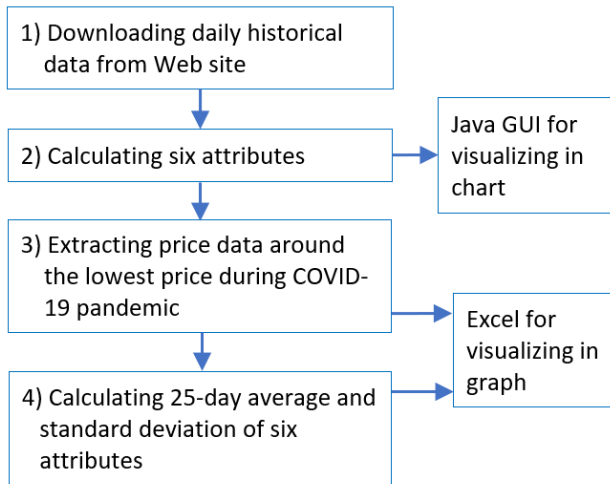 1) Downloading daily historical
data from Web site
2) Calculating six attributes
Java GUI for
visualizing in
chart
3) Extracting price data around
the lowest price during COVID-
19 pandemic
Excel for
visualizing in
graph
4) Calculating 25-day average and
standard deviation of six
attributes